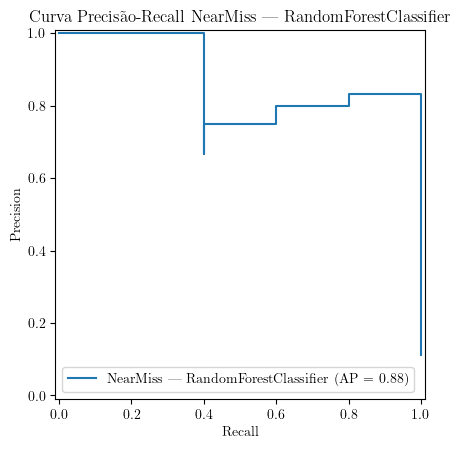 Curva Precisão-Recall NearMiss — RandomForestClassifier
1.0
0.8
0.6
0.4
0.2
0.0
Precision
NearMiss — RandomForestClassifier (AP = 0.88)
0.0 0.2 0.4 0.6 0.8 1.0
Recall